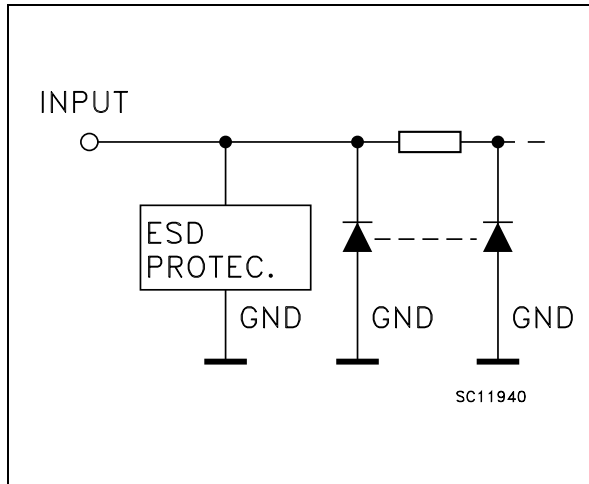 INPUT
ESD
PROTEC.
GND GND GND
SC11940